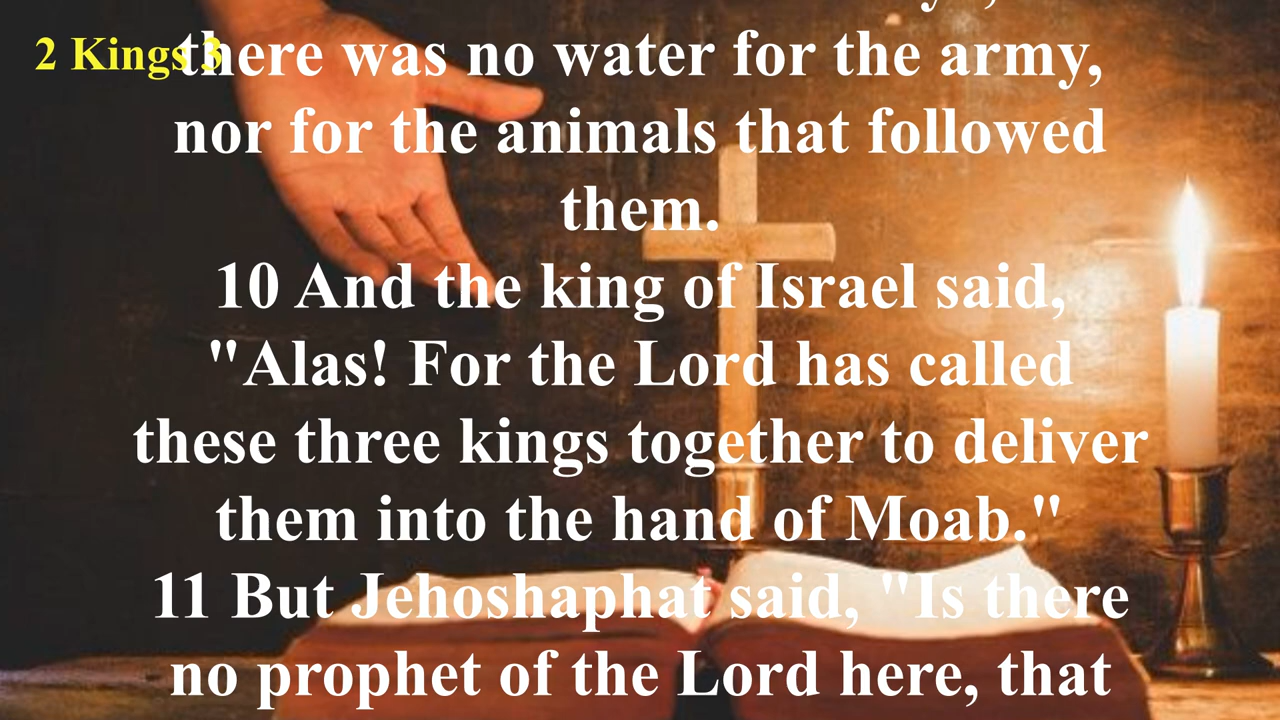 2 Kings 3
there was no water for the army,
nor for the animals that followed
them.
10 And the king of Israel said,
"Alas! For the Lord has called
these three kings together to deliver
them into the hand of Moab."
11 But Jehoshaphat said, "Is there
no prophet of the Lord here, that